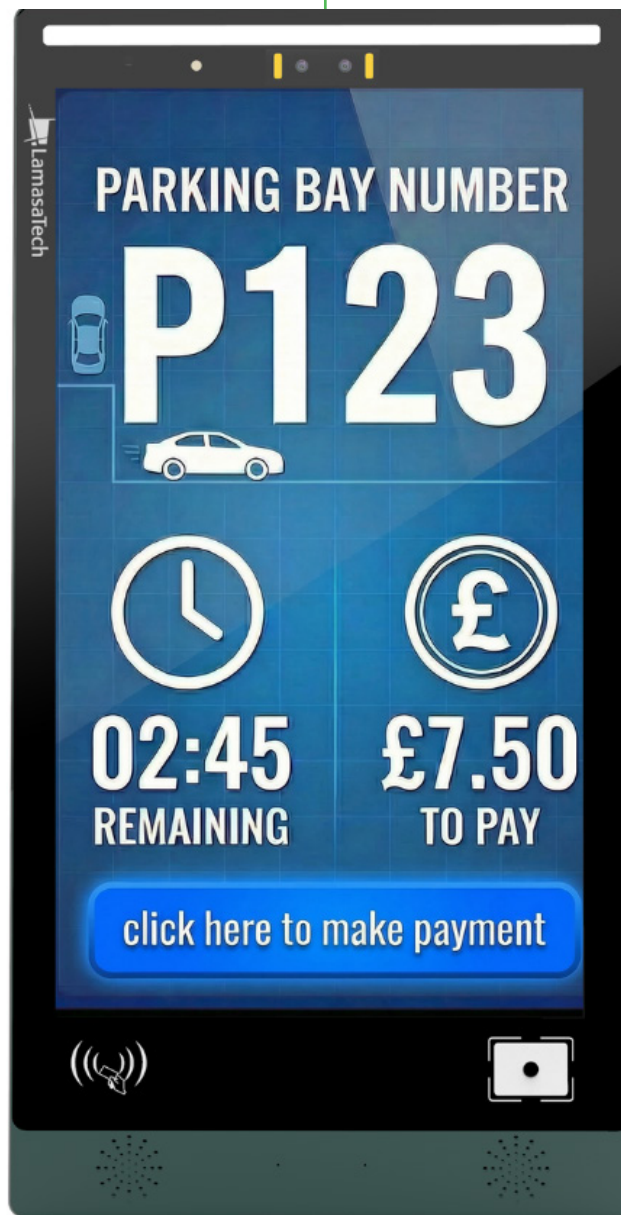 LamasaTech
PARKING BAY NUMBER
P123
02:45
REMAINING
£7.50
TO PAY
click here to make payment